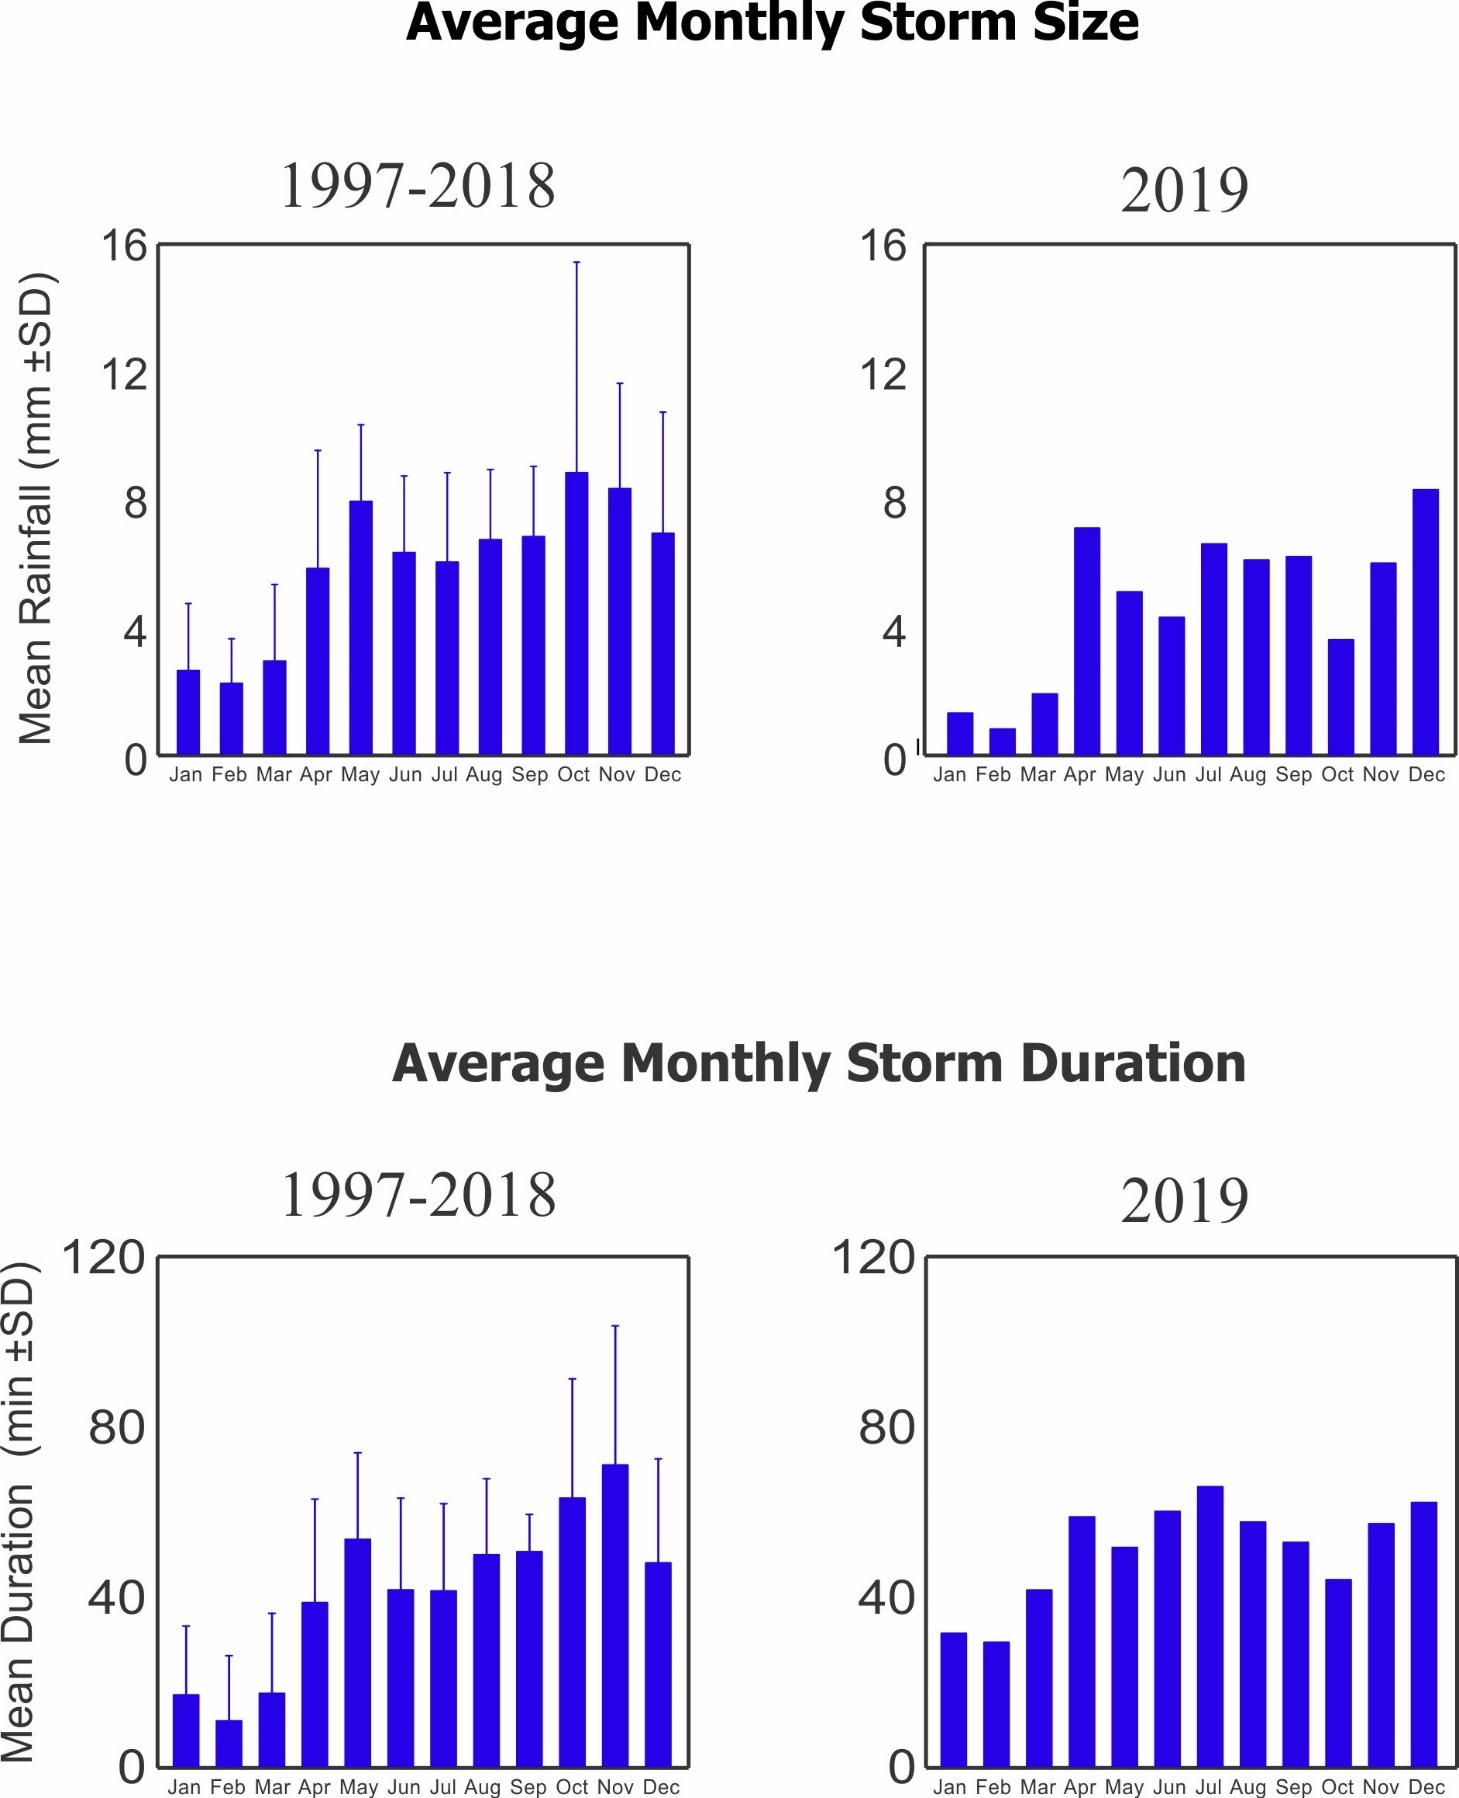 Average Monthly Storm Size
1997-2018
2019
Mean Rainfall (mm ±SD)
16
12
8
4
0
Jan Feb Mar Apr May Jun Jul Aug Sep Oct Nov Dec
16
12
8
4
0
Jan Feb Mar Apr May Jun Jul Aug Sep Oct Nov Dec
Average Monthly Storm Duration
1997-2018
2019
Mean Duration (min ±SD)
120
80
40
0
Jan Feb Mar Apr May Jun Jul Aug Sep Oct Nov Dec
120
80
40
0
Jan Feb Mar Apr May Jun Jul Aug Sep Oct Nov Dec